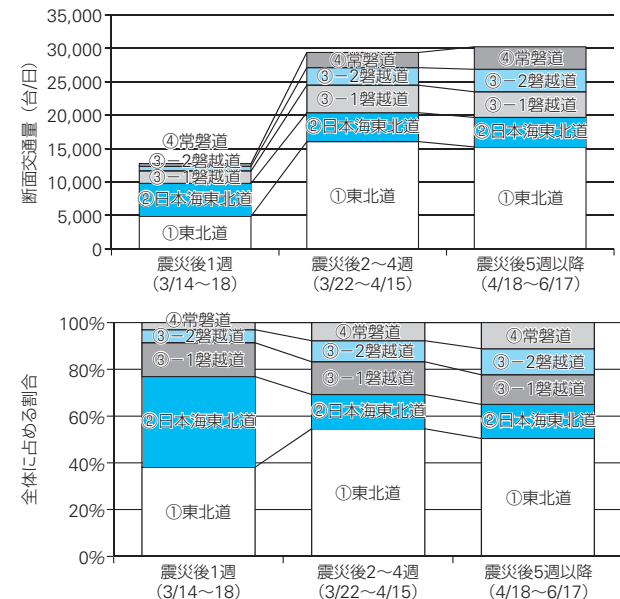 断面交通量（台/日）
35,000
30,000
25,000
20,000
15,000
10,000
5,000
0
④常磐道
③－2磐越道
③－1磐越道
②日本海東北道
①東北道
④常磐道
③－2磐越道
③－1磐越道
②日本海東北道
①東北道
④常磐道
③－2磐越道
③－1磐越道
②日本海東北道
①東北道
震災後1週
（3/14～18）
震災後2～4週
（3/22～4/15）
震災後5週以降
（4/18～6/17）
全体に占める割合
100%
80%
60%
40%
20%
0%
④常磐道
③－2磐越道
③－1磐越道
②日本海東北道
①東北道
④常磐道
③－2磐越道
③－1磐越道
②日本海東北道
①東北道
④常磐道
③－2磐越道
③－1磐越道
②日本海東北道
①東北道
震災後1週
（3/14～18）
震災後2～4週
（3/22～4/15）
震災後5週以降
（4/18～6/17）